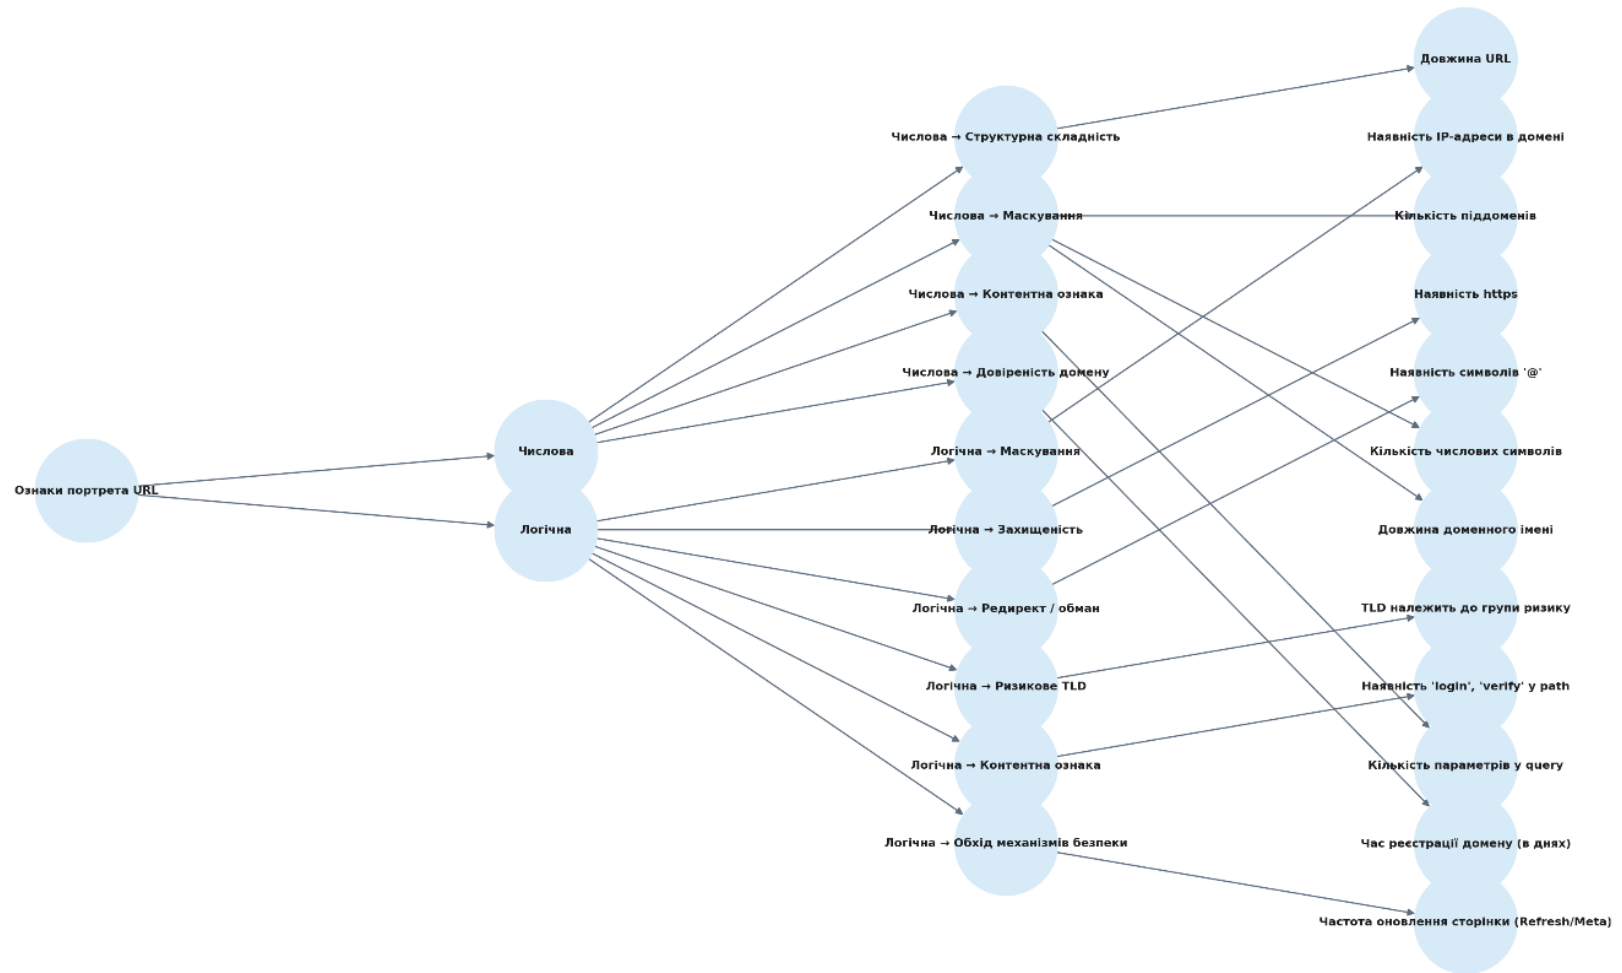 Ознаки портрета URL
Числова
Логічна
Числова → Структурна складність
Числова → Маскування
Числова → Контентна ознака
Числова → Довіреність домену
Логічна → Маскування
Логічна → Захищеність
Логічна → Редирект / обман
Логічна → Ризикове TLD
Логічна → Контентна ознака
Логічна → Обхід механізмів безпеки
Довжина URL
Наявність IP-адреси в домені
Кількість піддоменів
Наявність https
Наявність символів '@'
Кількість числових символів
Довжина доменного імені
TLD належить до групи ризику
Наявність 'login', 'verify' у path
Кількість параметрів у query
Час реєстрації домену (в днях)
Частота оновлення сторінки (Refresh/Meta)